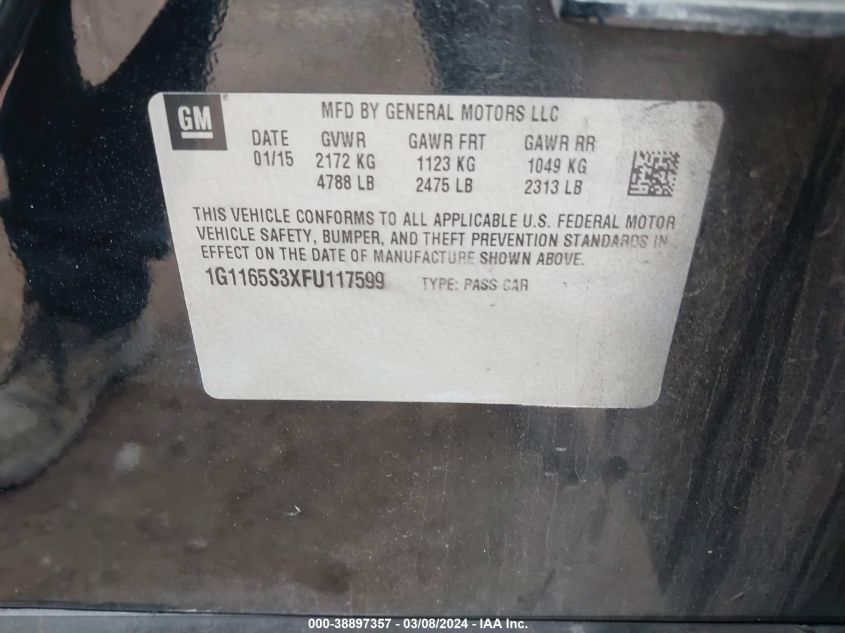 GM
MFD BY GENERAL MOTORS LLC
DATE GVWR GAWR FRT GAWR RR
01/15 2172 KG 1123 KG 1049 KG
4788 LB 2475 LB 2313 LB
THIS VEHICLE CONFORMS TO ALL APPLICABLE U.S. FEDERAL MOTOR
VEHICLE SAFETY, BUMPER, AND THEFT PREVENTION STANDARDS IN
EFFECT ON THE DATE OF MANUFACTURE SHOWN ABOVE.
1G1165S3XFU117599 TYPE: PASS CAR
000-38897357 - 03/08/2024 - IAA Inc.